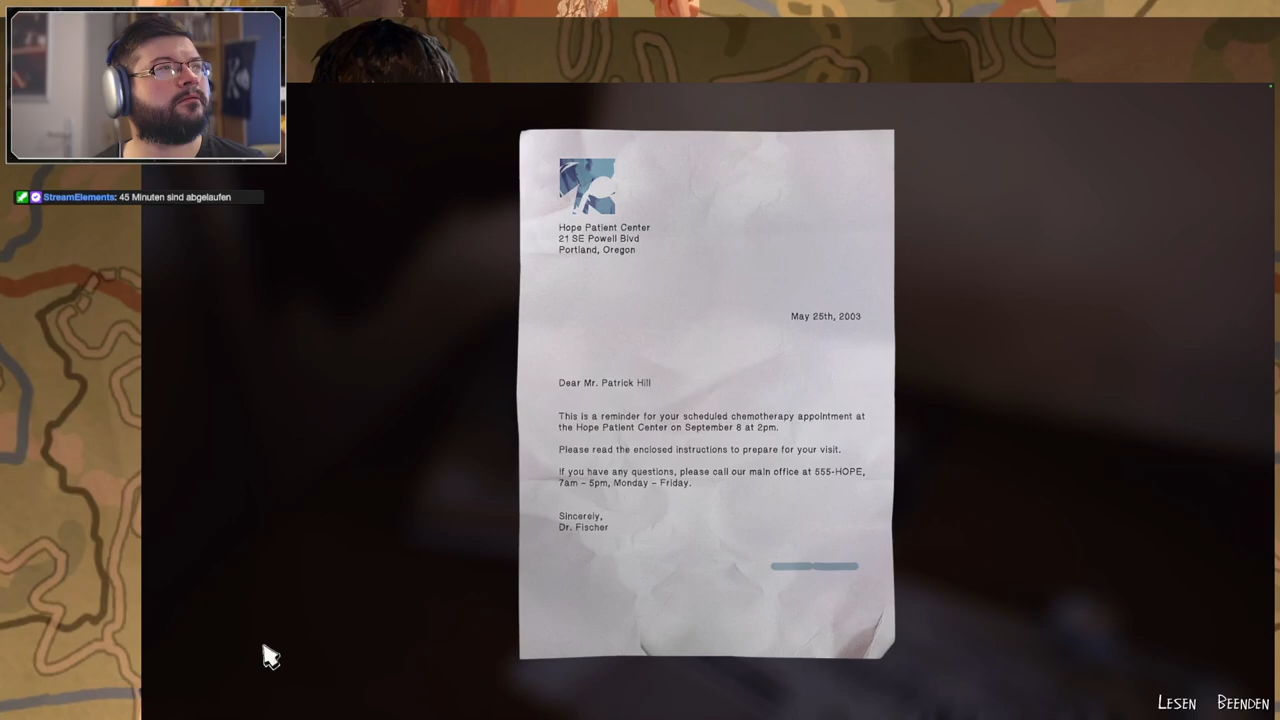 StreamElements: 45 Minuten sind abgelaufen
Hope Patient Center
21 SE Powell Blvd
Portland, Oregon
May 25th, 2003
Dear Mr. Patrick Hill
This is a reminder for your scheduled chemotherapy appointment at
the Hope Patient Center on September 8 at 2pm.
Please read the enclosed instructions to prepare for your visit.
If you have any questions, please call our main office at 555-HOPE,
7am – 5pm, Monday – Friday.
Sincerely,
Dr. Fischer
LESEN BEENDEN